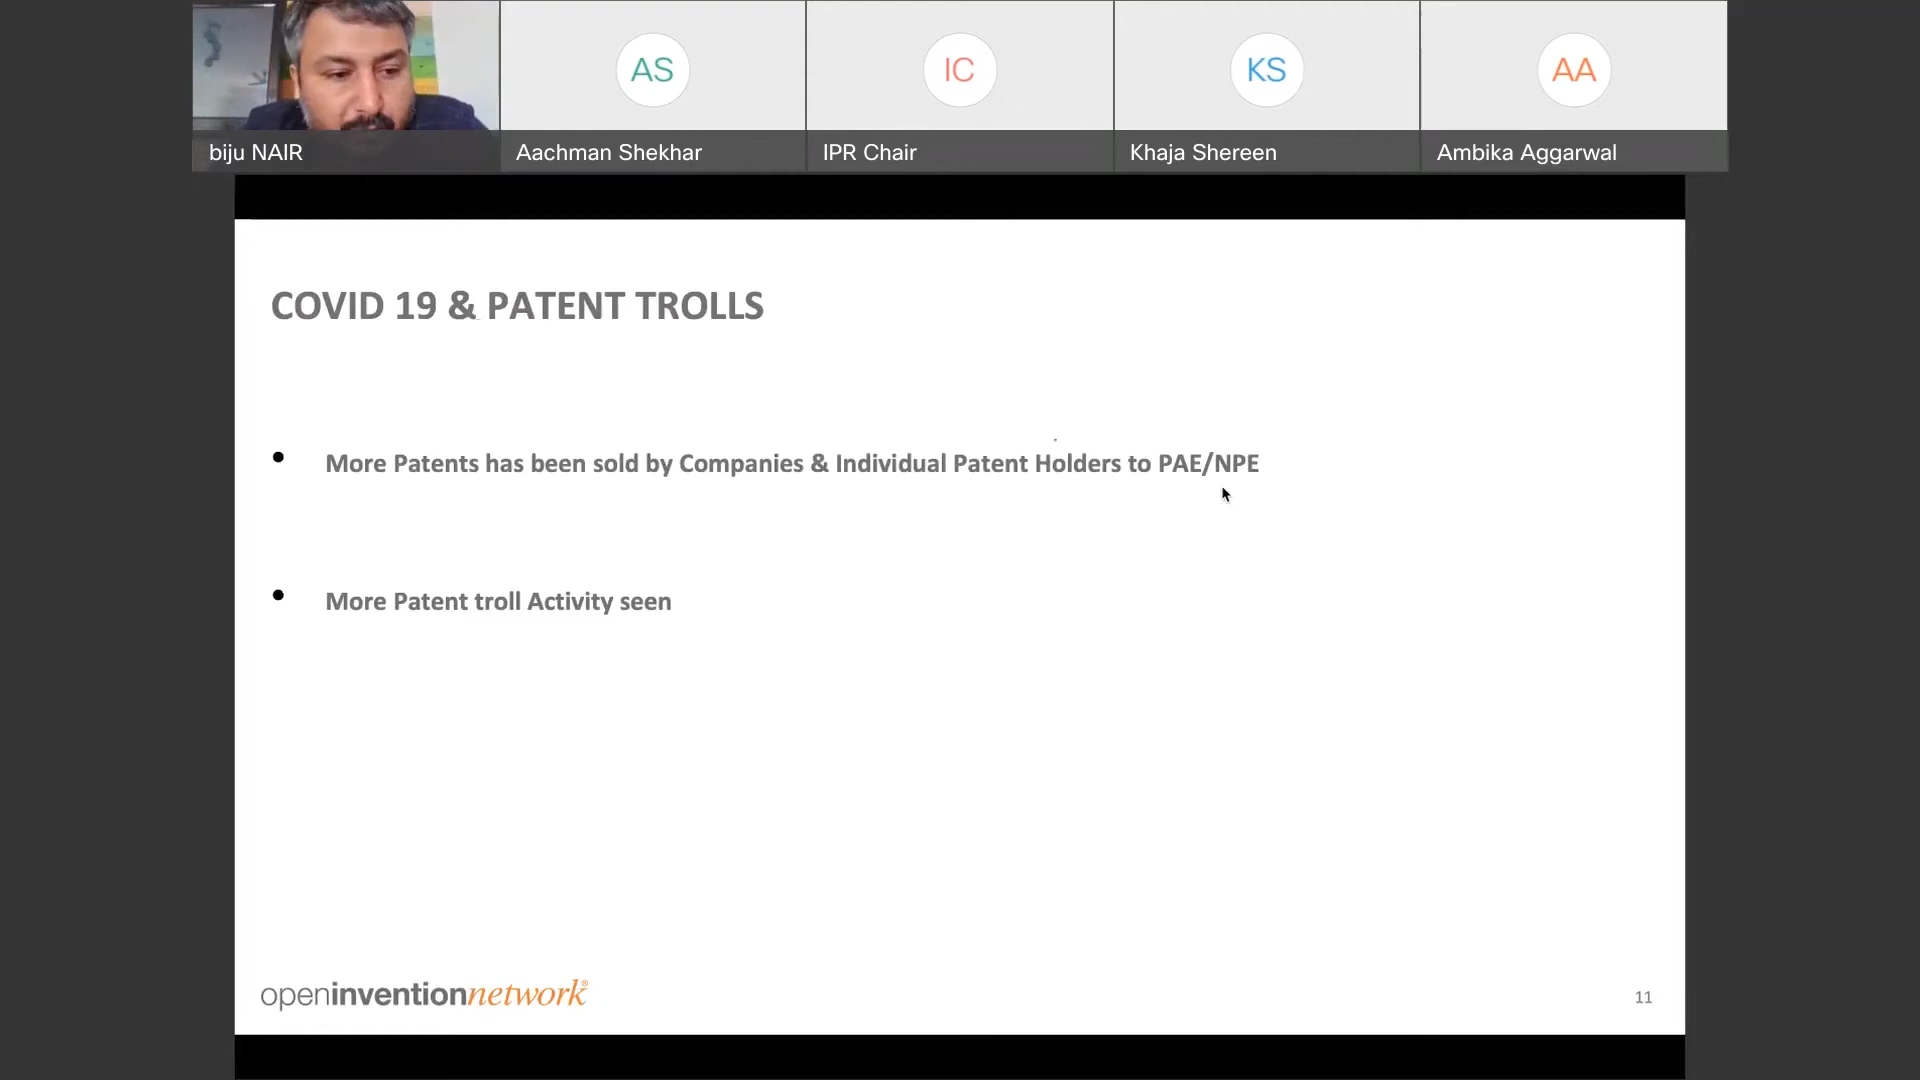 AS
IC
KS
AA
biju NAIR
Aachman Shekhar
IPR Chair
Khaja Shereen
Ambika Aggarwal
COVID 19 & PATENT TROLLS
• More Patents has been sold by Companies & Individual Patent Holders to PAE/NPE
• More Patent troll Activity seen
openinventionnetwork®
11